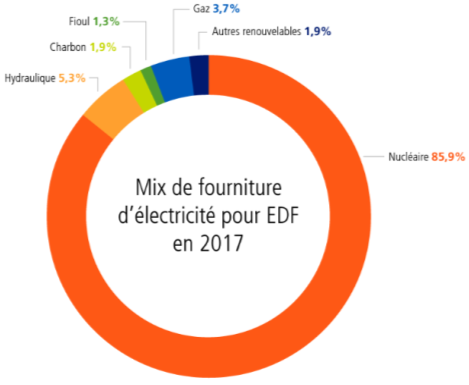 Gaz 3,7%
Fioul 1,3%
Autres renouvelables 1,9%
Charbon 1,9%
Hydraulique 5,3%
Nucléaire 85,9%
Mix de fourniture
d’électricité pour EDF
en 2017